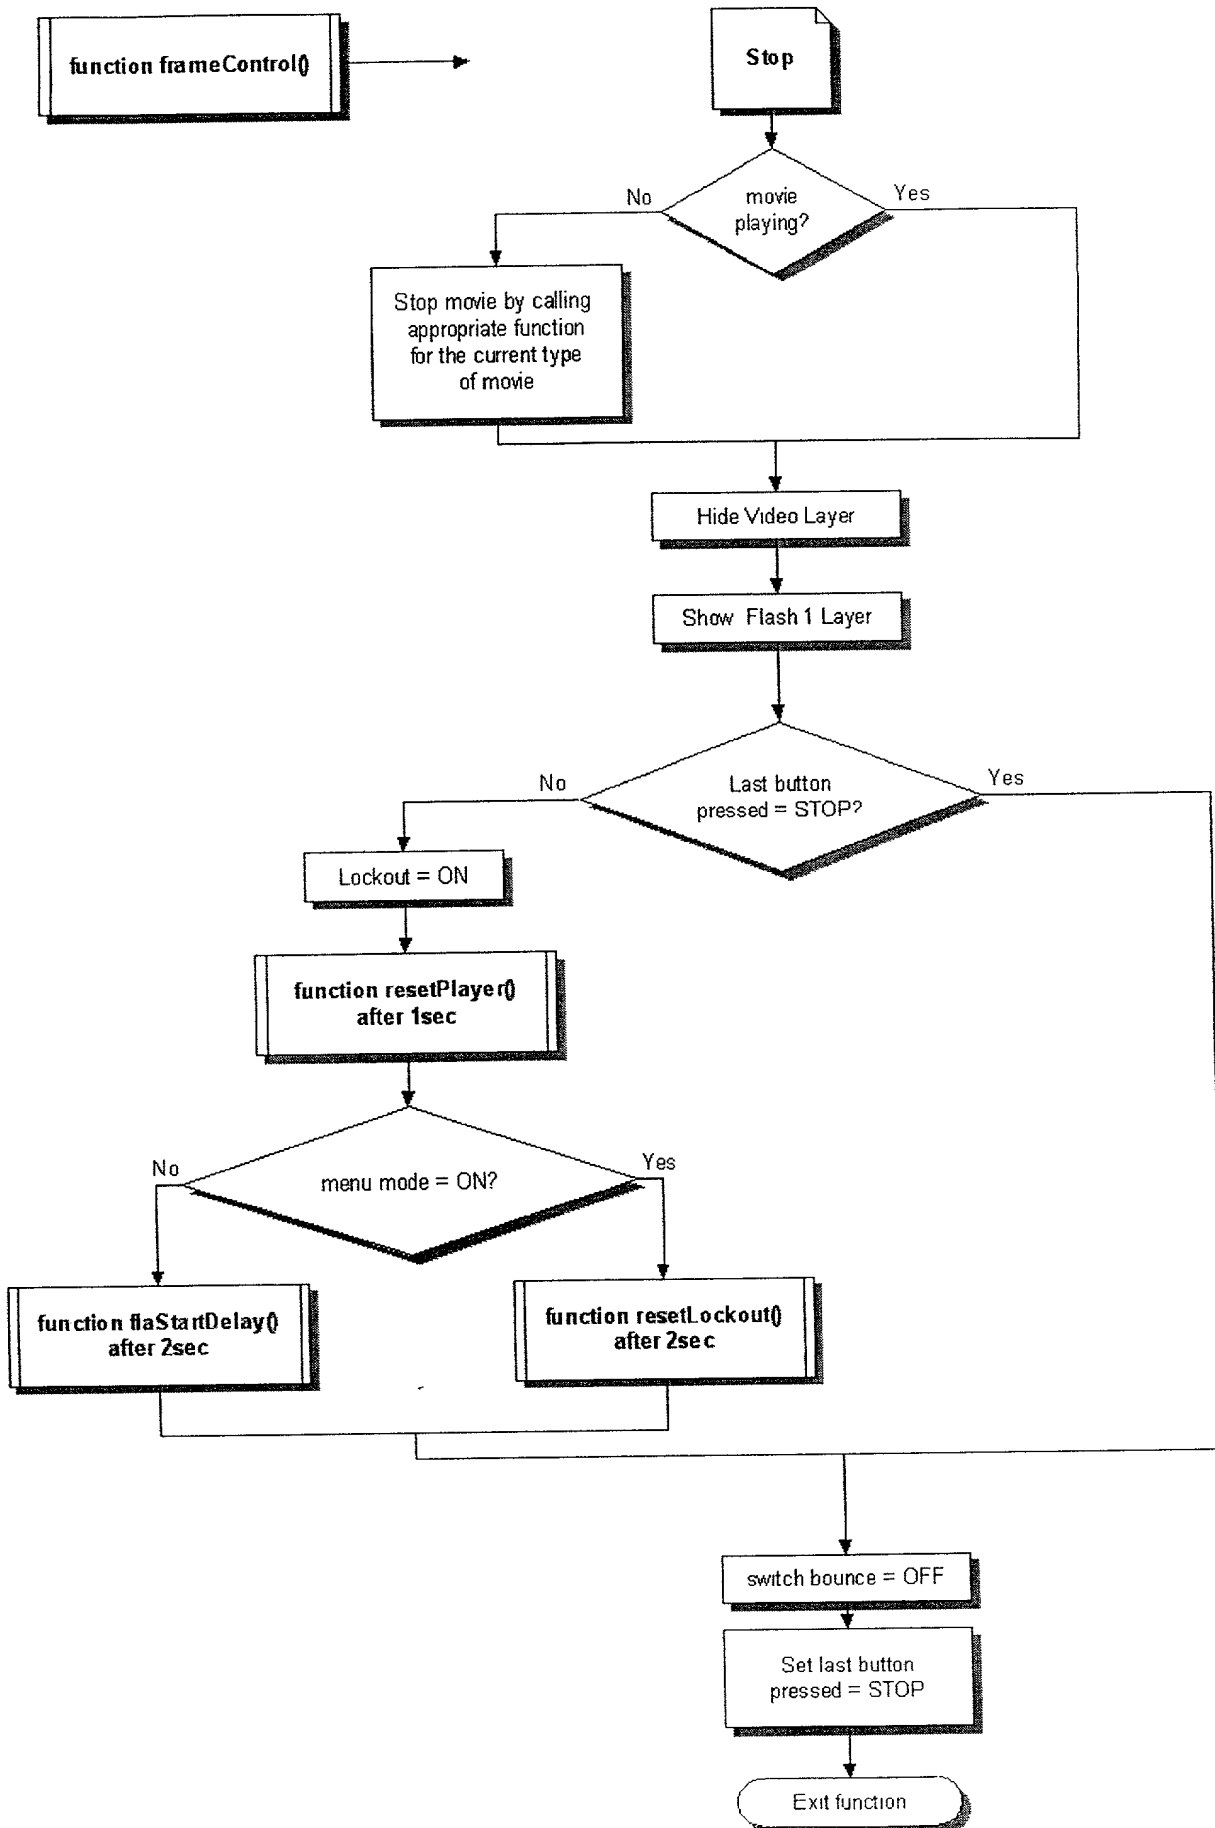 function frameControl()
Stop
No
movie
playing?
Yes
Stop movie by calling
appropriate function
for the current type
of movie
Hide Video Layer
Show Flash 1 Layer
No
Last button
pressed = STOP?
Yes
Lockout = ON
function resetPlayer()
after 1sec
No
menu mode = ON?
Yes
function flaStartDelay()
after 2sec
function resetLockout()
after 2sec
switch bounce = OFF
Set last button
pressed = STOP
Exit function